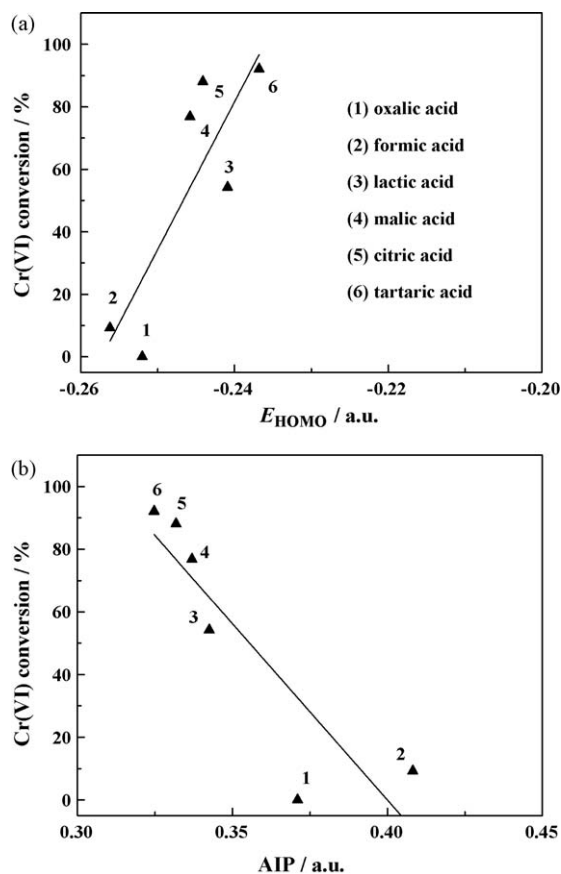 (a)
Cr(VI) conversion / %
100
80
60
40
20
0
5
6
4
3
2
1
(1) oxalic acid
(2) formic acid
(3) lactic acid
(4) malic acid
(5) citric acid
(6) tartaric acid
-0.26 -0.24 -0.22 -0.20
E_HOMO / a.u.
(b)
Cr(VI) conversion / %
100
80
60
40
20
0
6
5
4
3
2
1
0.30 0.35 0.40 0.45
AIP / a.u.